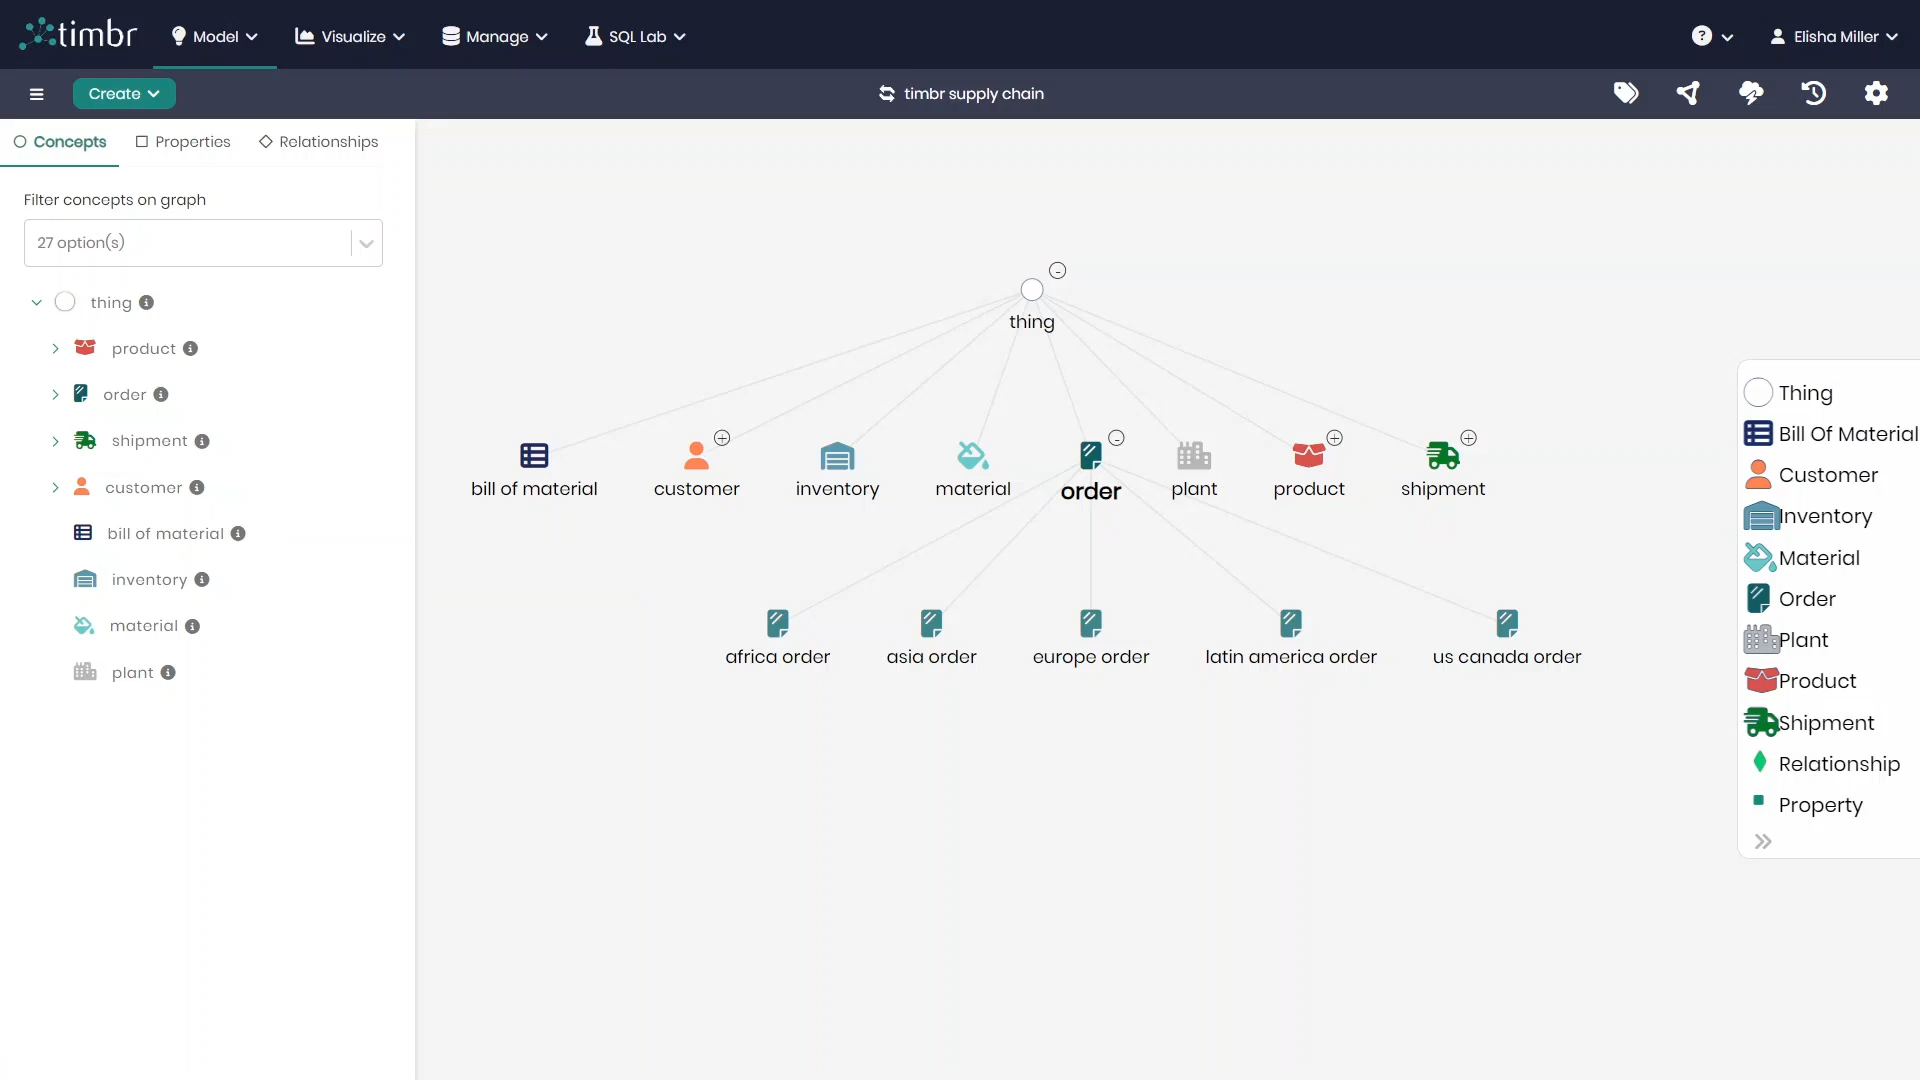 timbr Model Visualize Manage SQL Lab ? Elisha Miller
Create timbr supply chain
Concepts Properties Relationships
Filter concepts on graph
27 option(s)
thing
product
order
shipment
customer
bill of material
inventory
material
plant
thing
bill of material customer inventory material order plant product shipment
africa order asia order europe order latin america order us canada order
Thing
Bill Of Material
Customer
Inventory
Material
Order
Plant
Product
Shipment
Relationship
Property